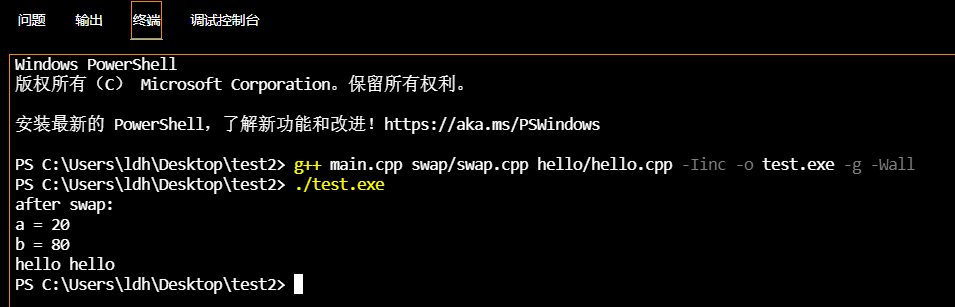 问题 输出 终端 调试控制台
Windows PowerShell
版权所有（C） Microsoft Corporation。保留所有权利。
安装最新的 PowerShell，了解新功能和改进！https://aka.ms/PSWindows
PS C:\Users\ldh\Desktop\test2> g++ main.cpp swap/swap.cpp hello/hello.cpp -Iinc -o test.exe -g -Wall
PS C:\Users\ldh\Desktop\test2> ./test.exe
after swap:
a = 20
b = 80
hello hello
PS C:\Users\ldh\Desktop\test2>